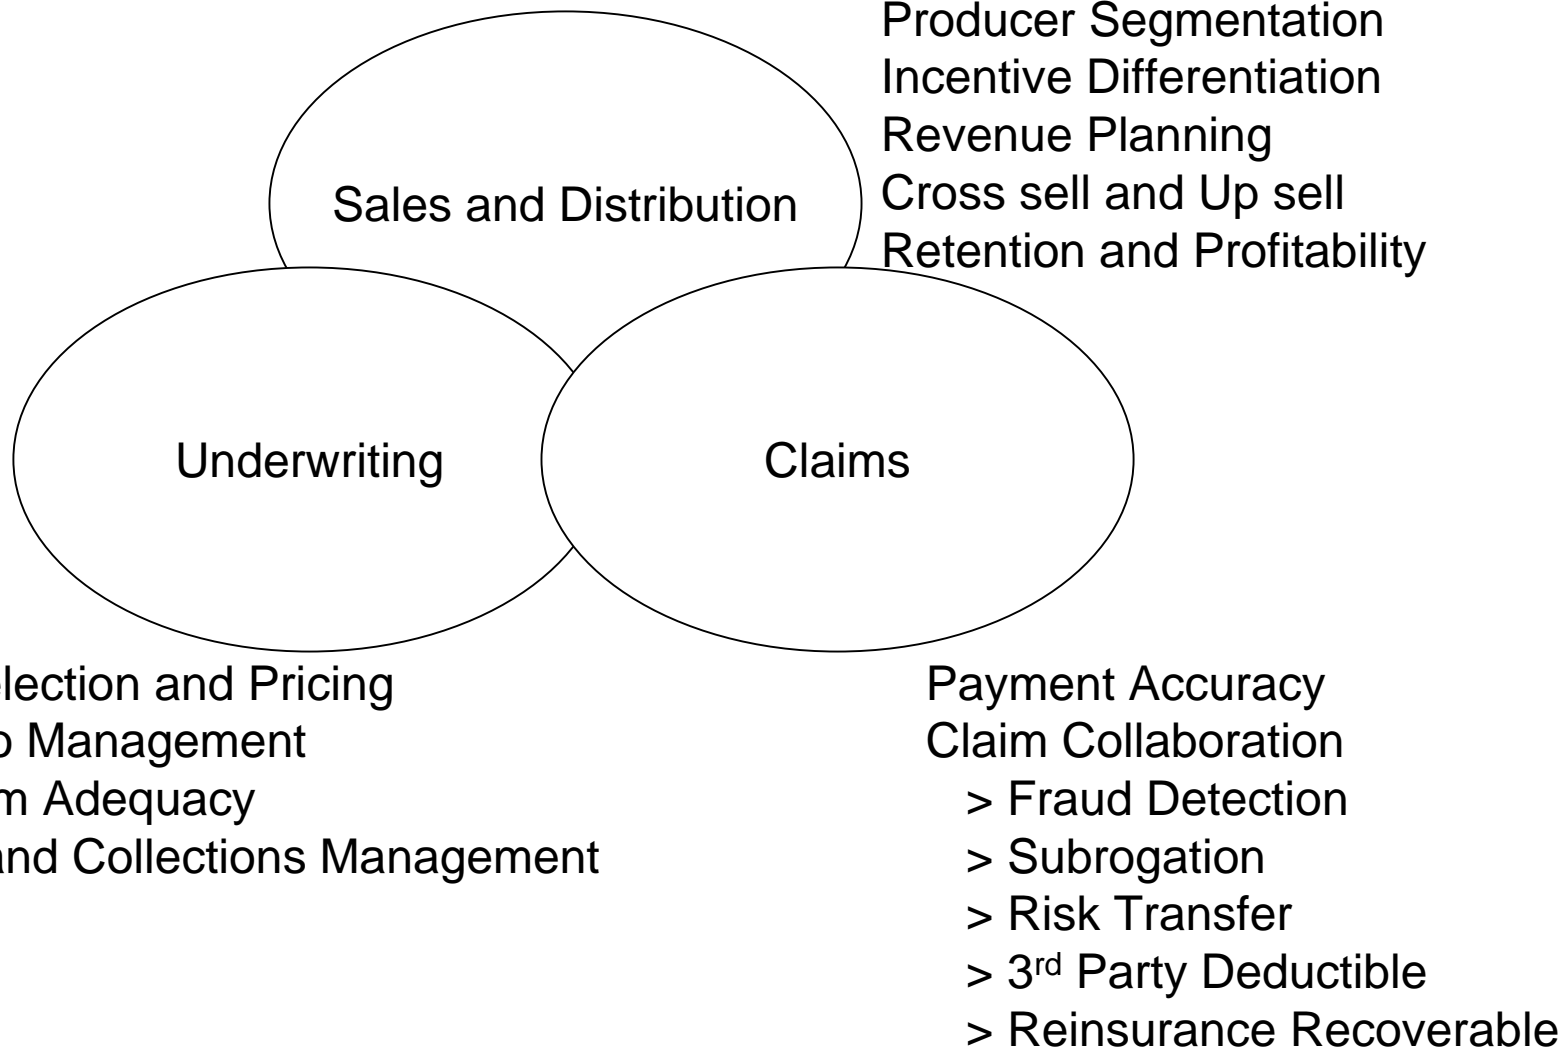 Producer Segmentation
Incentive Differentiation
Revenue Planning
Cross sell and Up sell
Retention and Profitability
Sales and Distribution
Underwriting
Claims
and Pricing
Management
Adequacy
and Collections Management
Payment Accuracy
Claim Collaboration
> Fraud Detection
> Subrogation
> Risk Transfer
> 3rd Party Deductible
> Reinsurance Recoverable